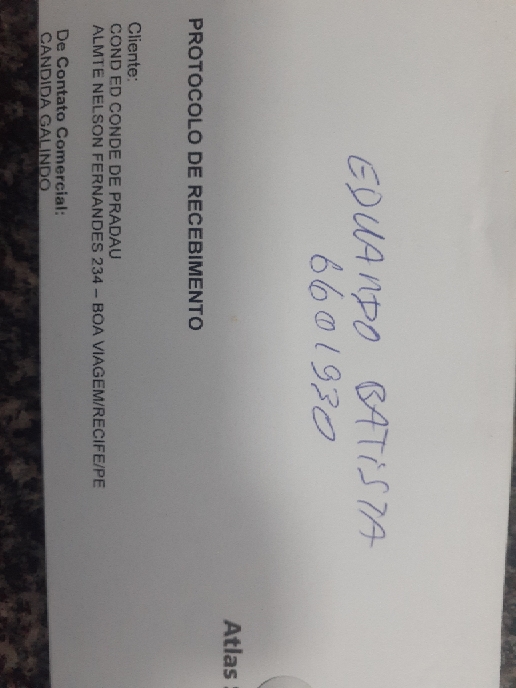 EDUARDO BATISTA
6601930
Atlas
PROTOCOLO DE RECEBIMENTO
Cliente:
COND ED CONDE DE PRADAU
ALMTE NELSON FERNANDES 234 – BOA VIAGEM/RECIFE/PE
De Contato Comercial:
CANDIDA GALINDO